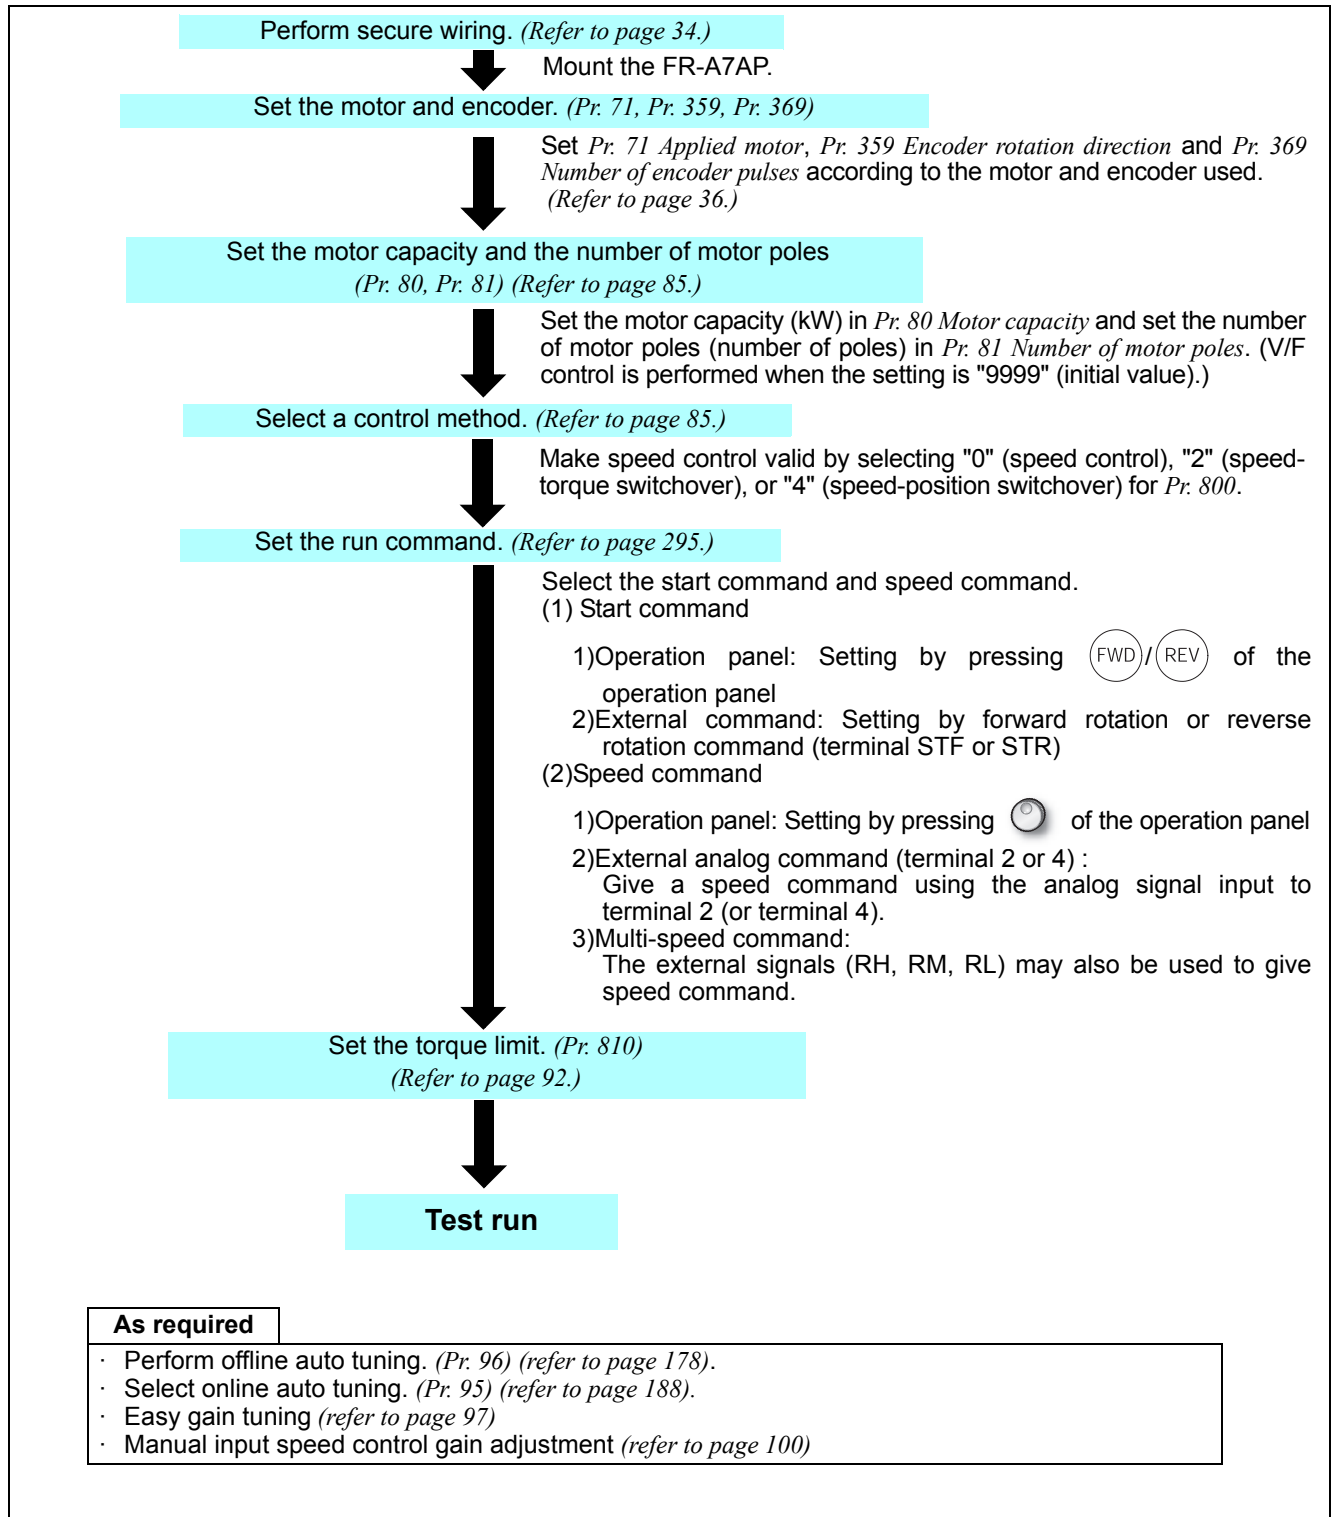 Perform secure wiring. (Refer to page 34.)
Mount the FR-A7AP.
Set the motor and encoder. (Pr. 71, Pr. 359, Pr. 369)
Set Pr. 71 Applied motor, Pr. 359 Encoder rotation direction and Pr. 369
Number of encoder pulses according to the motor and encoder used.
(Refer to page 36.)
Set the motor capacity and the number of motor poles
(Pr. 80, Pr. 81) (Refer to page 85.)
Set the motor capacity (kW) in Pr. 80 Motor capacity and set the number
of motor poles (number of poles) in Pr. 81 Number of motor poles. (V/F
control is performed when the setting is "9999" (initial value).)
Select a control method. (Refer to page 85.)
Make speed control valid by selecting "0" (speed control), "2" (speed-
torque switchover), or "4" (speed-position switchover) for Pr. 800.
Set the run command. (Refer to page 295.)
Select the start command and speed command.
(1) Start command
1)Operation panel: Setting by pressing FWD/REV of the
operation panel
2)External command: Setting by forward rotation or reverse
rotation command (terminal STF or STR)
(2)Speed command
1)Operation panel: Setting by pressing of the operation panel
2)External analog command (terminal 2 or 4) :
Give a speed command using the analog signal input to
terminal 2 (or terminal 4).
3)Multi-speed command:
The external signals (RH, RM, RL) may also be used to give
speed command.
Set the torque limit. (Pr. 810)
(Refer to page 92.)
Test run
As required
· Perform offline auto tuning. (Pr. 96) (refer to page 178).
· Select online auto tuning. (Pr. 95) (refer to page 188).
· Easy gain tuning (refer to page 97)
· Manual input speed control gain adjustment (refer to page 100)